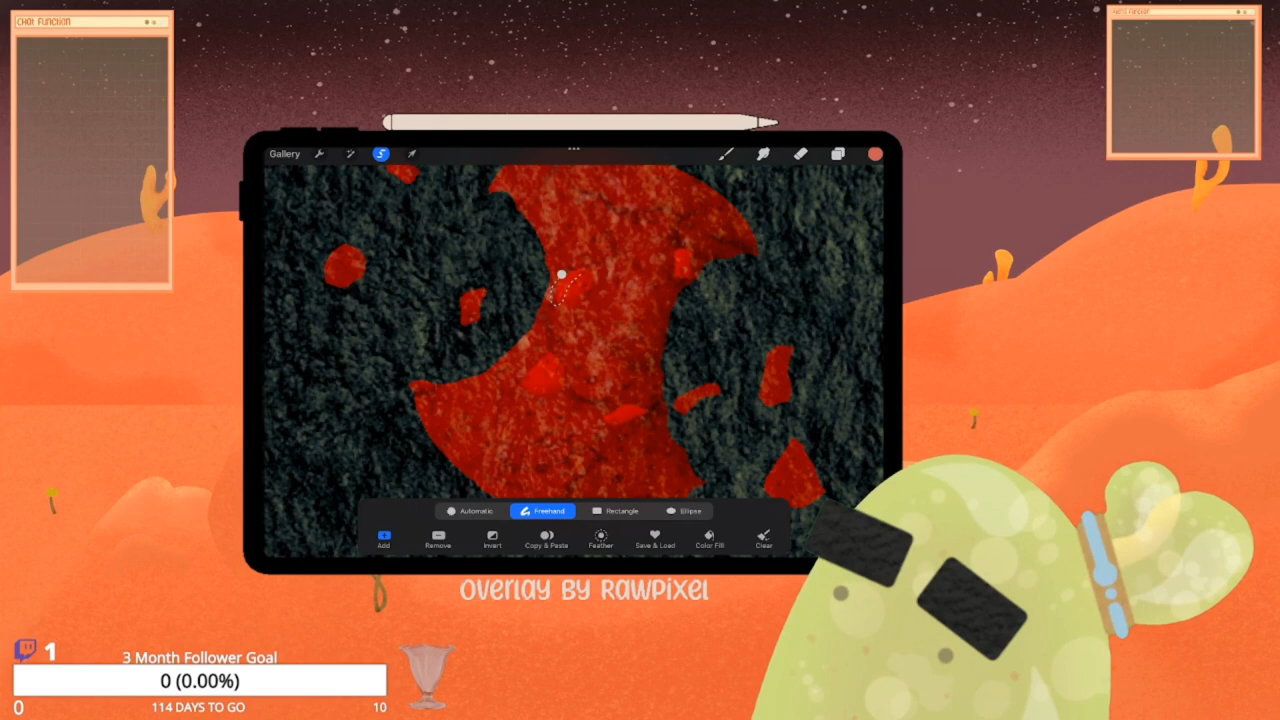 CHAT FUNCTION
Gallery
Automatic
Freehand
Rectangle
Ellipse
Add
Remove
Invert
Copy & Paste
Feather
Save & Load
Color Fill
Clear
OVERLAY BY RAWPIXEL
1
3 Month Follower Goal
0 (0.00%)
0
114 DAYS TO GO
10